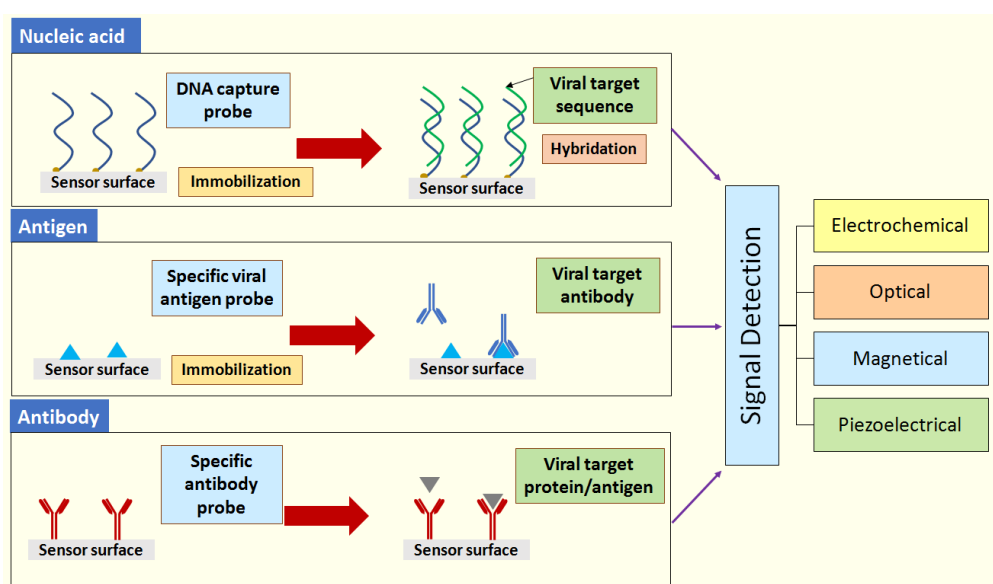 Nucleic acid
DNA capture
probe
Immobilization
Sensor surface
Viral target
sequence
Hybridation
Sensor surface
Antigen
Specific viral
antigen probe
Immobilization
Sensor surface
Viral target
antibody
Sensor surface
Antibody
Specific
antibody
probe
Sensor surface
Viral target
protein/antigen
Sensor surface
Signal Detection
Electrochemical
Optical
Magnetical
Piezoelectrical